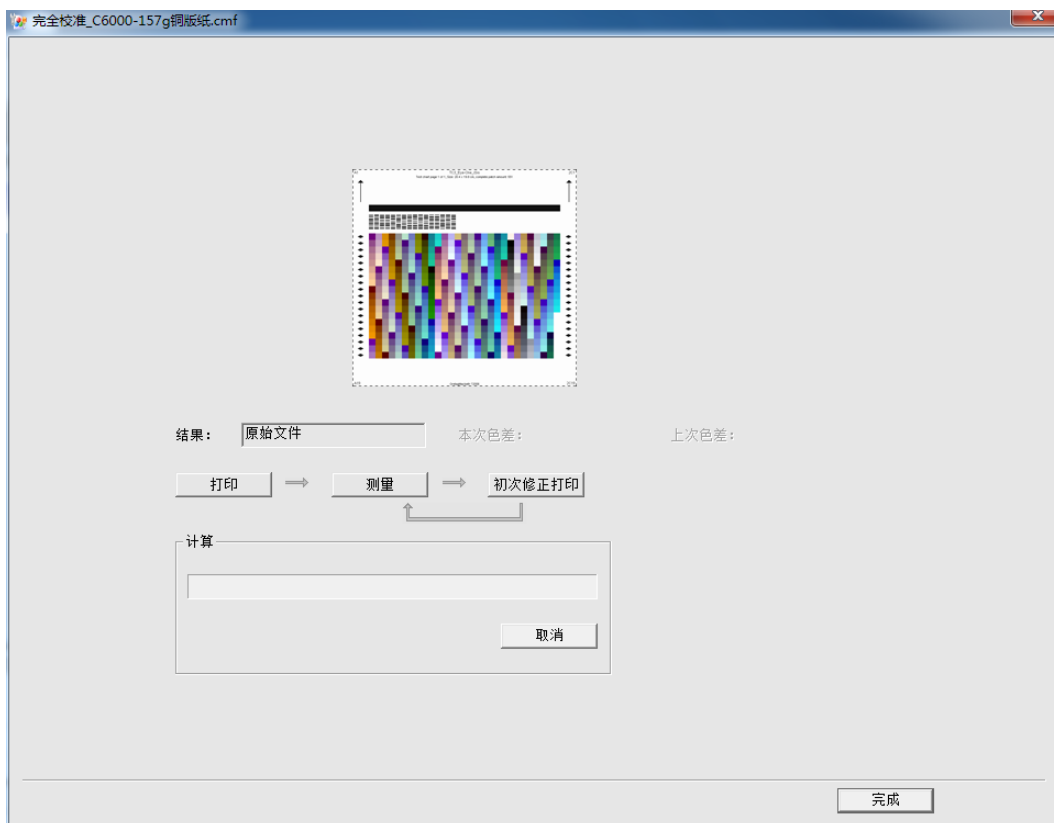 完全校准_C6000-157g铜版纸.cmf
结果： 原始文件 本次色差： 上次色差：
打印 测量 初次修正打印
计算
取消
完成